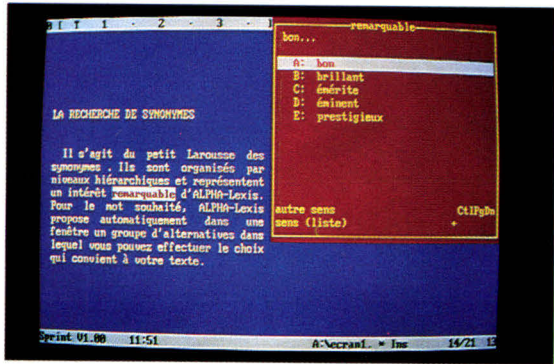 0 [ T 1 - 2 - 3 - ]
remarquable
bon...
A: bon
B: brillant
C: émérite
D: éminent
E: prestigieux
autre sens CtlPgDn
sens (liste) +
LA RECHERCHE DE SYNONYMES
Il s'agit du petit Larousse des
synonymes . Ils sont organisés par
niveaux hiérarchiques et représentent
un intérêt remarquable d'ALPHA-Lexis.
Pour le mot souhaité, ALPHA-Lexis
propose automatiquement dans une
fenêtre un groupe d'alternatives dans
lequel vous pouvez effectuer le choix
qui convient à votre texte.
Sprint V1.00 11:51 A:\ecran1. * Ins 14/21 13